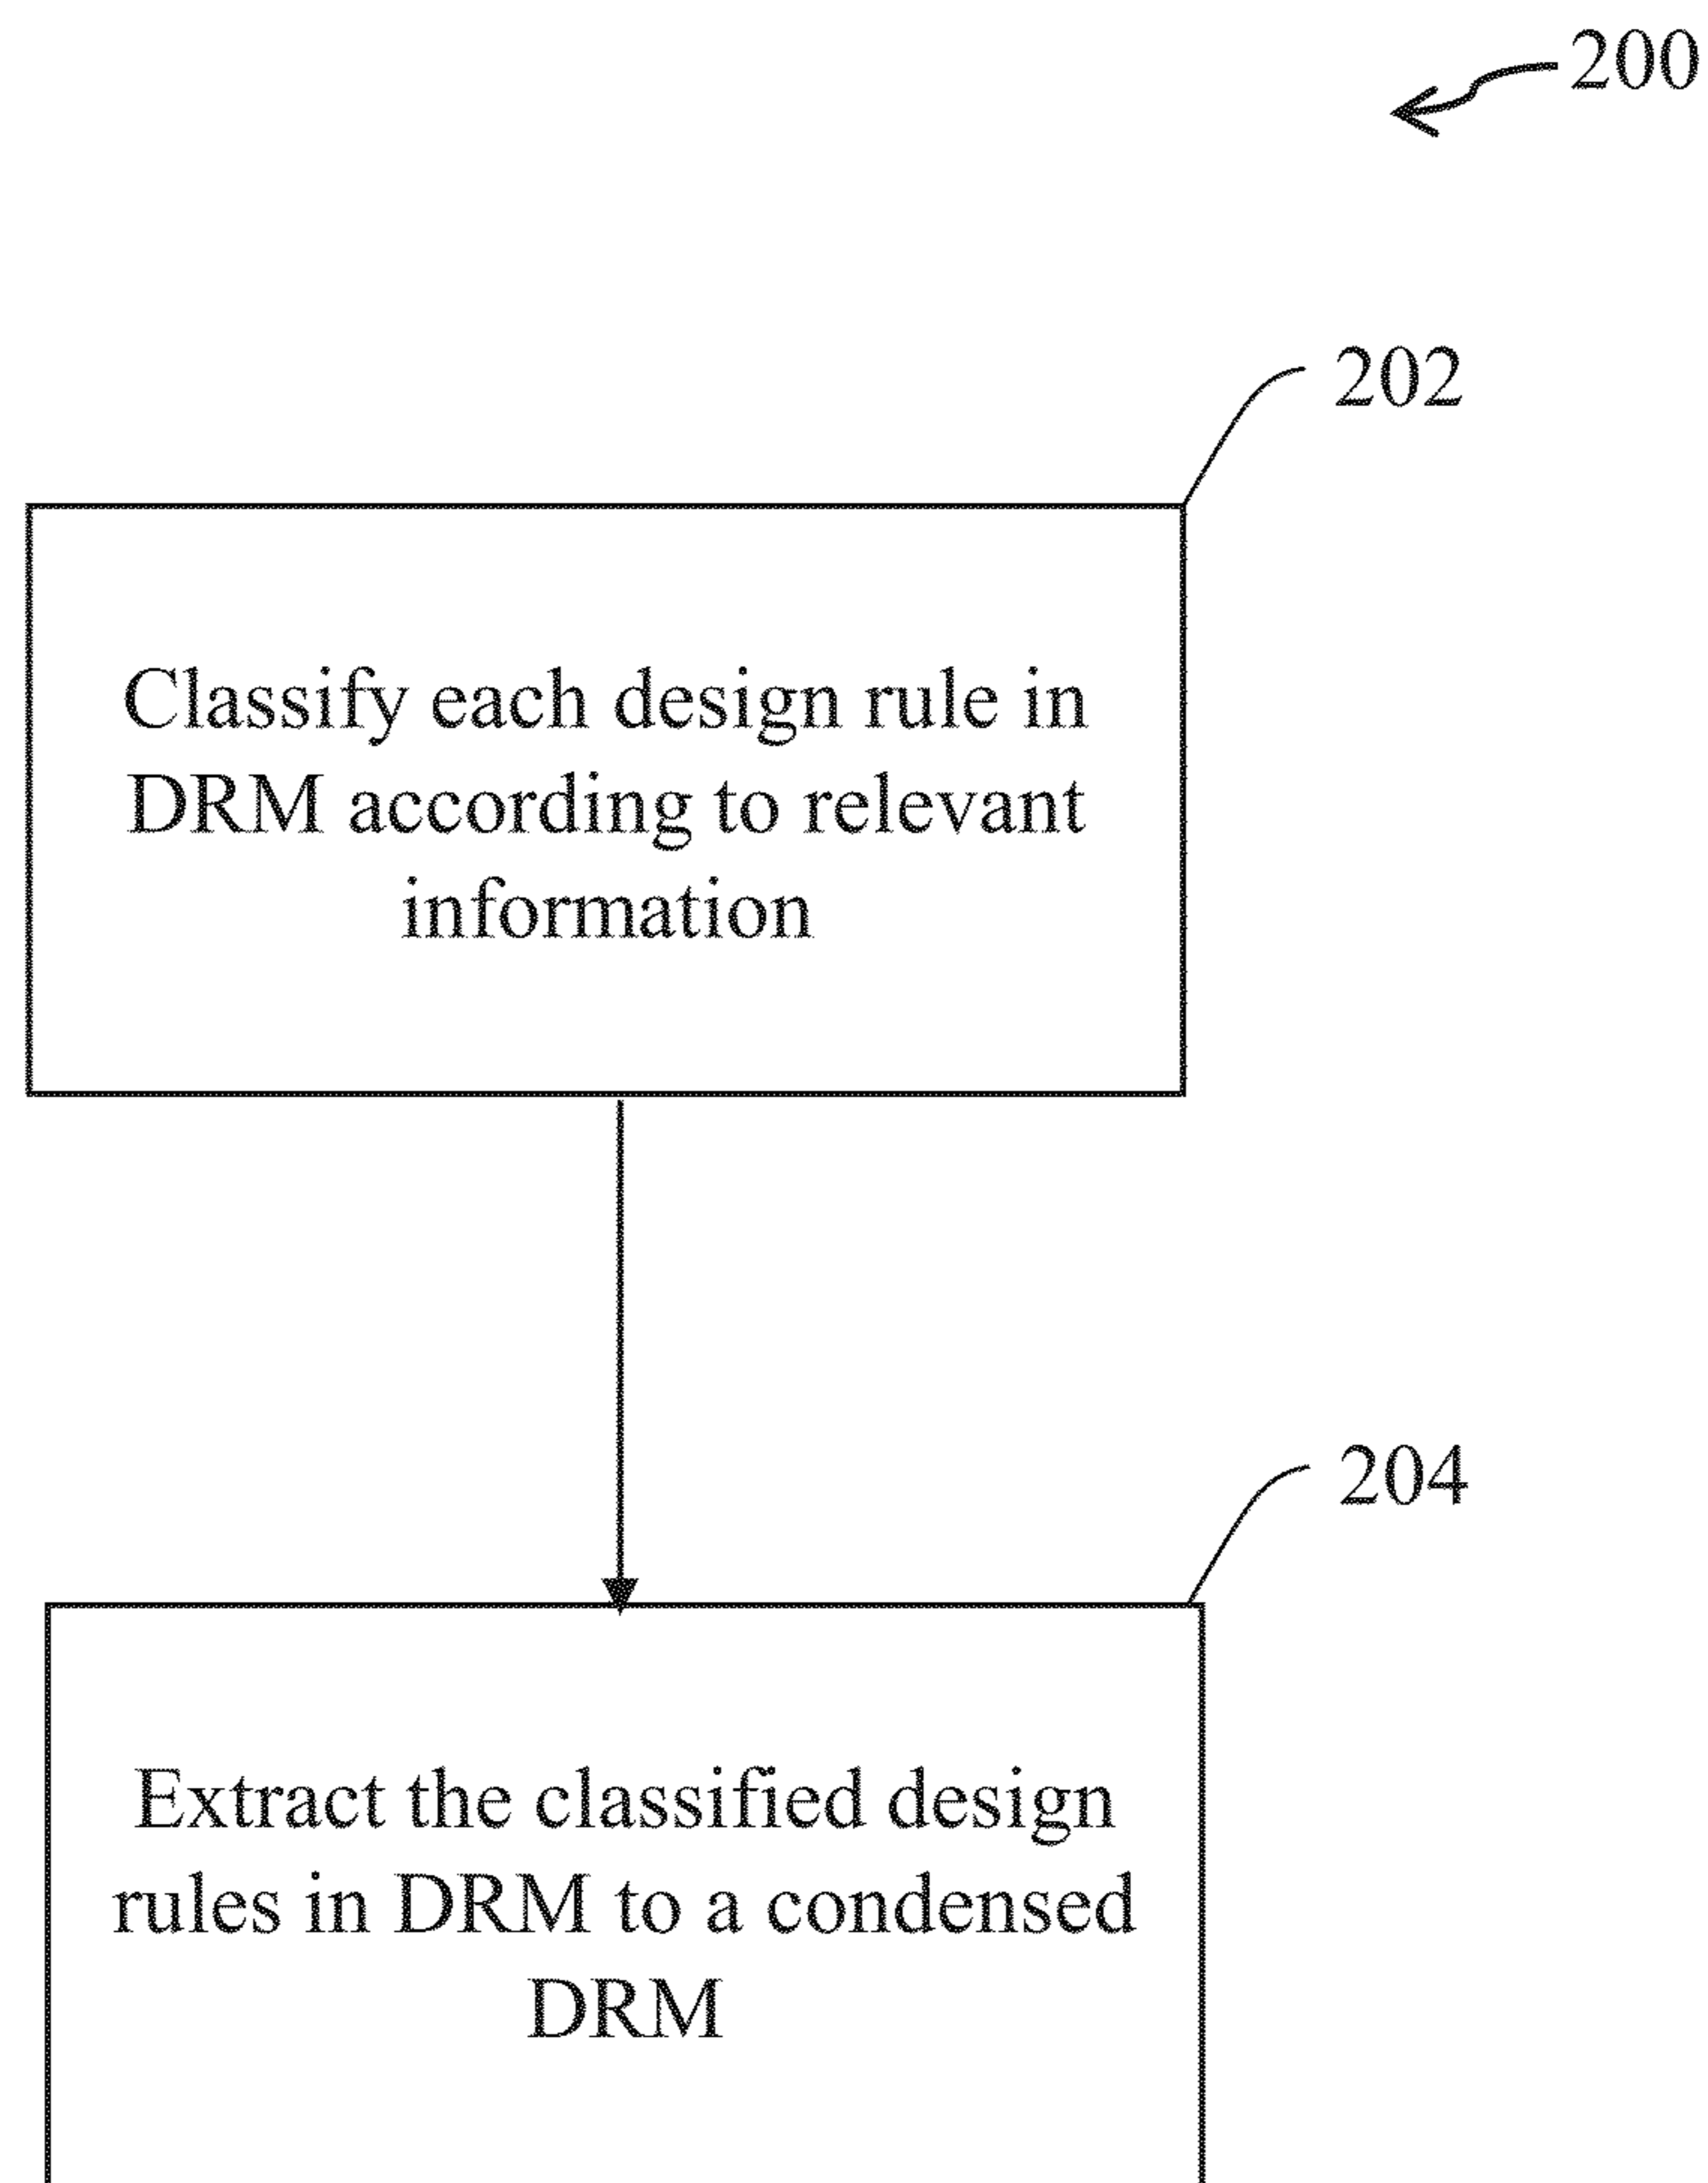 200
202
Classify each design rule in
DRM according to relevant
information
204
Extract the classified design
rules in DRM to a condensed
DRM